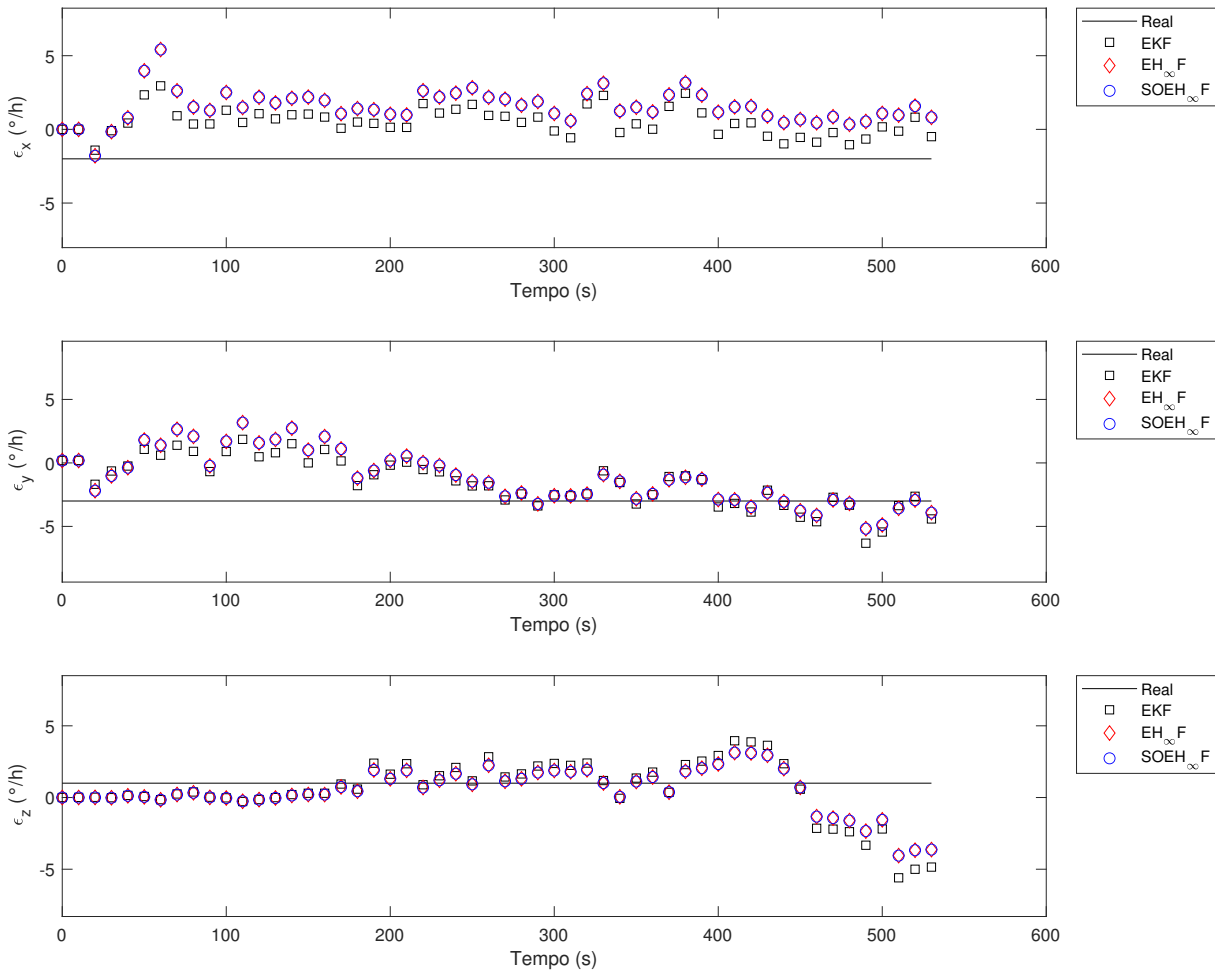 5
0
-5
ϵx (°/h)
0
100
200
300
400
500
600
Tempo (s)
Real
EKF
EH∞F
SOEH∞F
5
0
-5
ϵy (°/h)
0
100
200
300
400
500
600
Tempo (s)
Real
EKF
EH∞F
SOEH∞F
5
0
-5
ϵz (°/h)
0
100
200
300
400
500
600
Tempo (s)
Real
EKF
EH∞F
SOEH∞F